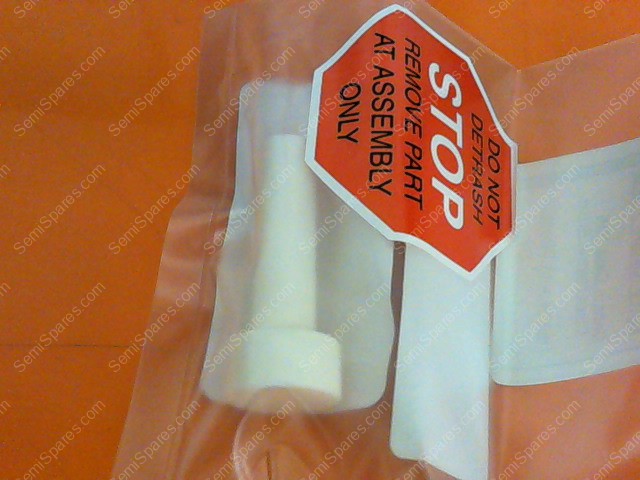 DO NOT
DETRASH
STOP
REMOVE PART
AT ASSEMBLY
ONLY
SemiSpares.com